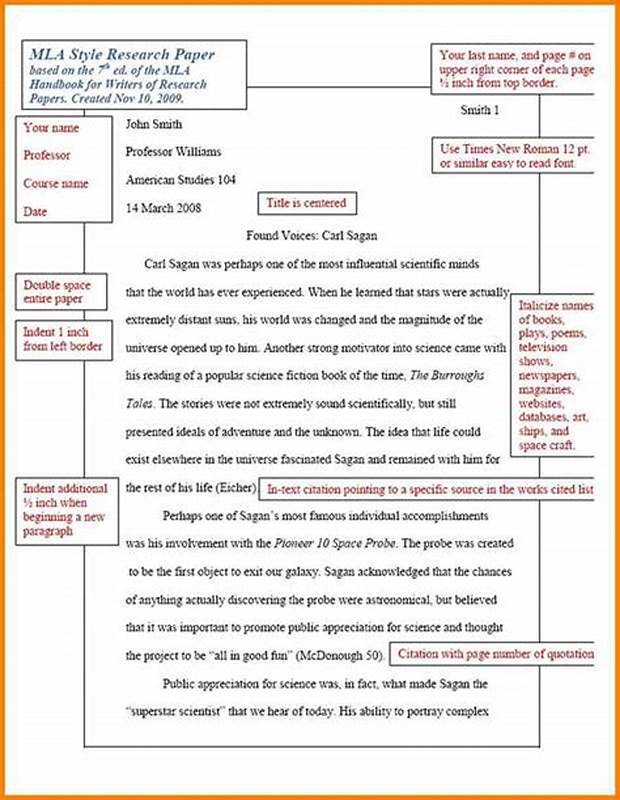 MLA Style Research Paper
based on the 7th ed. of the MLA
Handbook for Writers of Research
Papers. Created Nov 10, 2009.
Your last name, and page # on
upper right corner of each page
½ inch from top border.
Smith 1
Your name
Professor
Course name
Date
John Smith
Professor Williams
American Studies 104
14 March 2008
Use Times New Roman 12 pt.
or similar easy to read font.
Title is centered
Found Voices: Carl Sagan
Double space
entire paper
Indent 1 inch
from left border
Carl Sagan was perhaps one of the most influential scientific minds
that the world has ever experienced. When he learned that stars were actually
extremely distant suns, his world was changed and the magnitude of the
universe opened up to him. Another strong motivator into science came with
his reading of a popular science fiction book of the time, The Burroughs
Tales. The stories were not extremely sound scientifically, but still
presented ideals of adventure and the unknown. The idea that life could
exist elsewhere in the universe fascinated Sagan and remained with him for
the rest of his life (Eicher).
Italicize names
of books,
plays, poems,
television
shows,
newspapers,
magazines,
websites,
databases, art,
ships, and
space craft.
In-text citation pointing to a specific source in the works cited list
Indent additional
½ inch when
beginning a new
paragraph
Perhaps one of Sagan's most famous individual accomplishments
was his involvement with the Pioneer 10 Space Probe. The probe was created
to be the first object to exit our galaxy. Sagan acknowledged that the chances
of anything actually discovering the probe were astronomical, but believed
that it was important to promote public appreciation for science and thought
the project to be “all in good fun” (McDonough 50).
Citation with page number of quotation
Public appreciation for science was, in fact, what made Sagan the
“superstar scientist” that we hear of today. His ability to portray complex